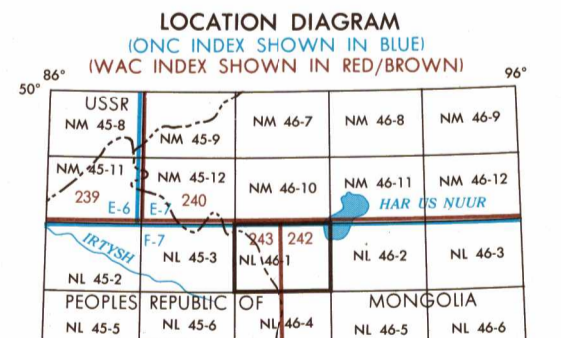 LOCATION DIAGRAM
(ONC INDEX SHOWN IN BLUE)
(WAC INDEX SHOWN IN RED/BROWN)
86° 96°
50°
USSR
NM 45-8 NM 45-9 NM 46-7 NM 46-8 NM 46-9
NM 45-11 NM 45-12 NM 46-10 NM 46-11 NM 46-12
239 E-6 E-7 240 HAR US NUUR
IRTYSH F-7 243 242
NL 45-2 NL 45-3 NL 46-1 NL 46-2 NL 46-3
PEOPLES REPUBLIC OF MONGOLIA
NL 45-5 NL 45-6 NL 46-4 NL 46-5 NL 46-6